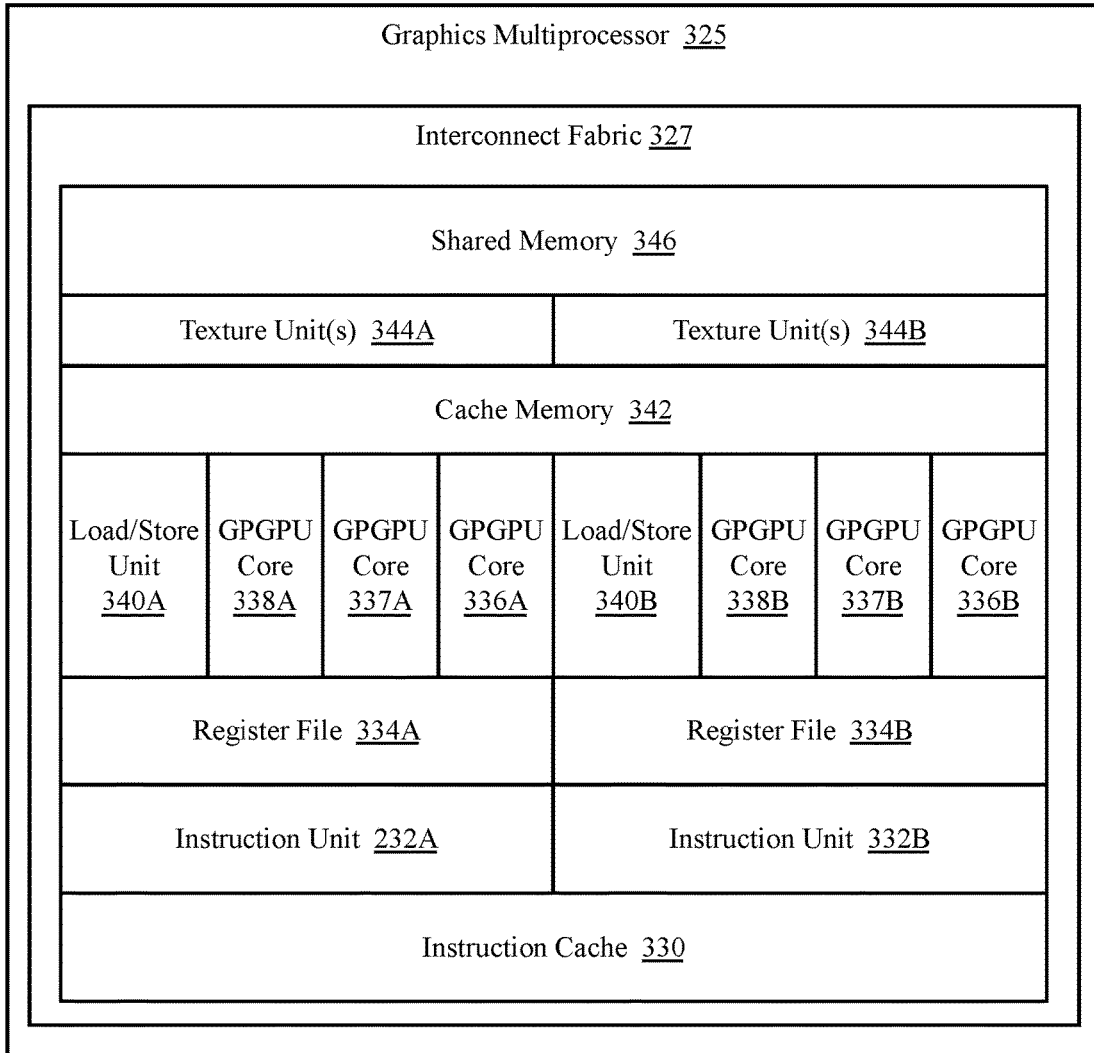 Graphics Multiprocessor 325
Interconnect Fabric 327
Shared Memory 346
Texture Unit(s) 344A
Texture Unit(s) 344B
Cache Memory 342
Load/Store
Unit
340A
GPGPU
Core
338A
GPGPU
Core
337A
GPGPU
Core
336A
Load/Store
Unit
340B
GPGPU
Core
338B
GPGPU
Core
337B
GPGPU
Core
336B
Register File 334A
Register File 334B
Instruction Unit 232A
Instruction Unit 332B
Instruction Cache 330